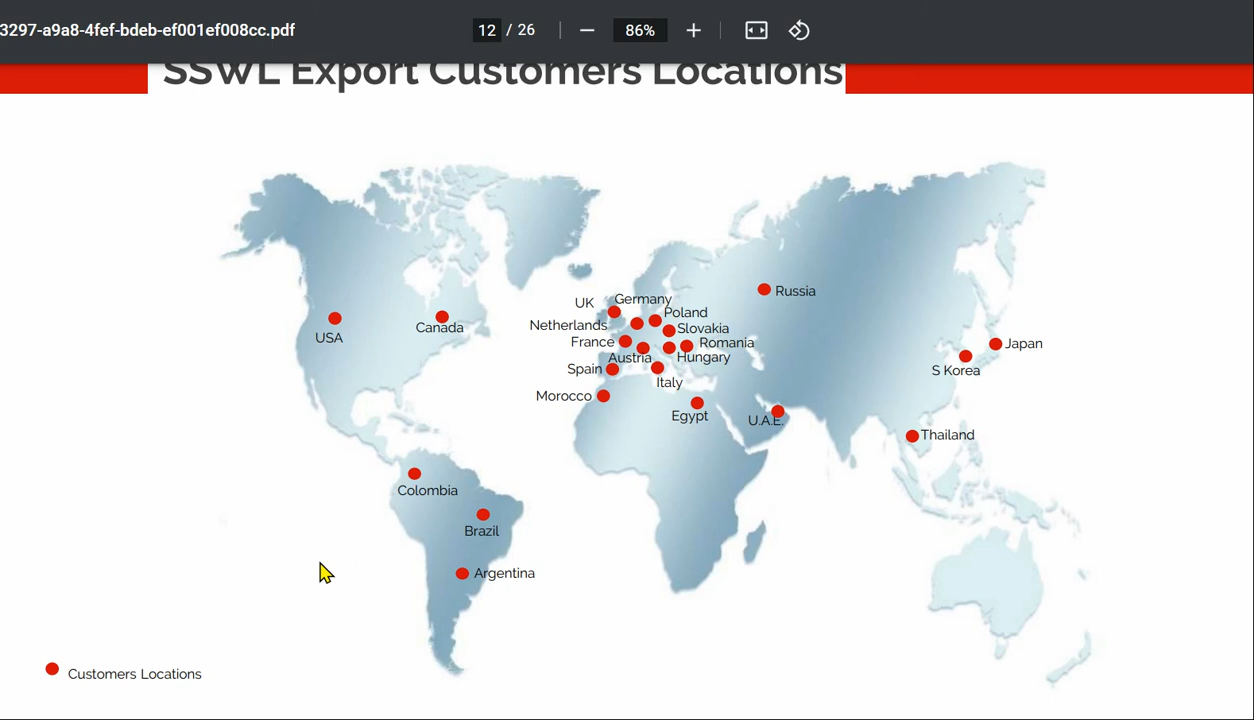 3297-a9a8-4fef-bdeb-ef001ef008cc.pdf
12 / 26
86%
SSWL Export Customers Locations
Russia
UK
Germany
Poland
Netherlands
Slovakia
USA
Canada
France
Romania
Japan
Austria
Hungary
Spain
S Korea
Italy
Morocco
Egypt
U.A.E.
Thailand
Colombia
Brazil
Argentina
Customers Locations